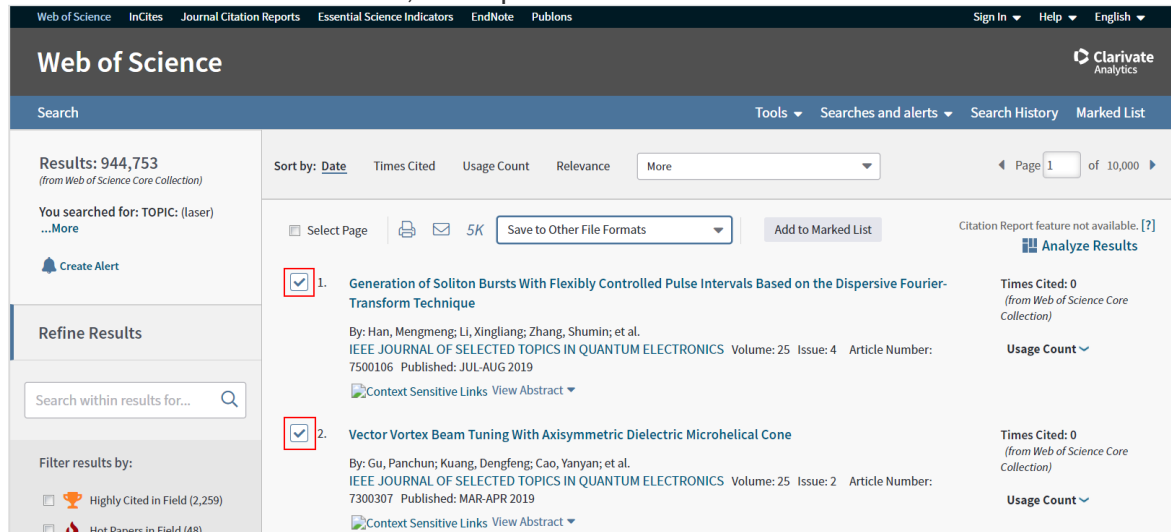 Web of Science InCites Journal Citation Reports Essential Science Indicators EndNote Publons Sign In Help English
Web of Science
Clarivate
Analytics
Search Tools Searches and alerts Search History Marked List
Results: 944,753
(from Web of Science Core Collection)
You searched for: TOPIC: (laser)
...More
Create Alert
Refine Results
Search within results for...
Filter results by:
Highly Cited in Field (2,259)
Hot Papers in Field (48)
Sort by: Date Times Cited Usage Count Relevance More
Page 1 of 10,000
Select Page 5K Save to Other File Formats Add to Marked List
Citation Report feature not available. [?]
Analyze Results
1. Generation of Soliton Bursts With Flexibly Controlled Pulse Intervals Based on the Dispersive Fourier-
Transform Technique
By: Han, Mengmeng; Li, Xingliang; Zhang, Shumin; et al.
IEEE JOURNAL OF SELECTED TOPICS IN QUANTUM ELECTRONICS Volume: 25 Issue: 4 Article Number:
7500106 Published: JUL-AUG 2019
Context Sensitive Links View Abstract
Times Cited: 0
(from Web of Science Core
Collection)
Usage Count
2. Vector Vortex Beam Tuning With Axisymmetric Dielectric Microhelical Cone
By: Gu, Panchun; Kuang, Dengfeng; Cao, Yanyan; et al.
IEEE JOURNAL OF SELECTED TOPICS IN QUANTUM ELECTRONICS Volume: 25 Issue: 2 Article Number:
7300307 Published: MAR-APR 2019
Context Sensitive Links View Abstract
Times Cited: 0
(from Web of Science Core
Collection)
Usage Count